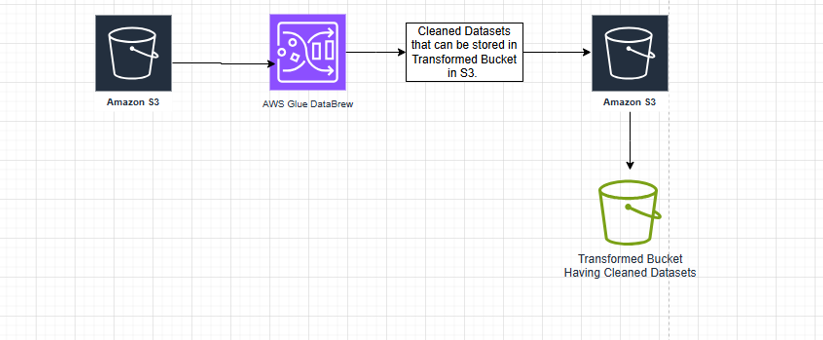 Cleaned Datasets
that can be stored in
Transformed Bucket
in S3.
Amazon S3
AWS Glue DataBrew
Amazon S3
Transformed Bucket
Having Cleaned Datasets